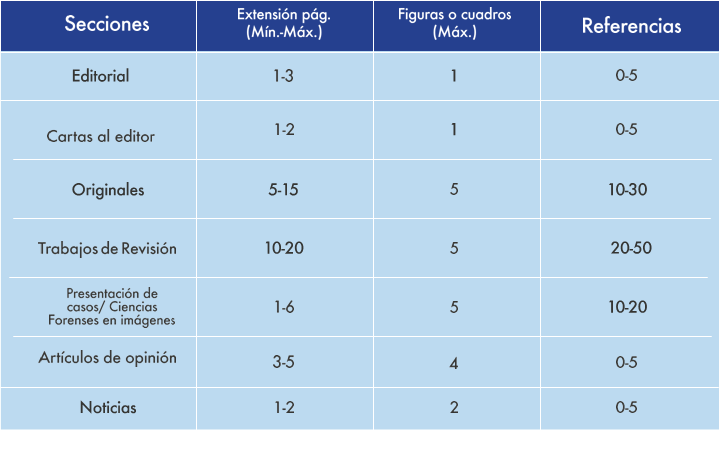 Secciones
Extensión pág.
(Mín.-Máx.)
Figuras o cuadros
(Máx.)
Referencias
Editorial
1-3
1
0-5
Cartas al editor
1-2
1
0-5
Originales
5-15
5
10-30
Trabajos de Revisión
10-20
5
20-50
Presentación de
casos/ Ciencias
Forenses en imágenes
1-6
5
10-20
Artículos de opinión
3-5
4
0-5
Noticias
1-2
2
0-5